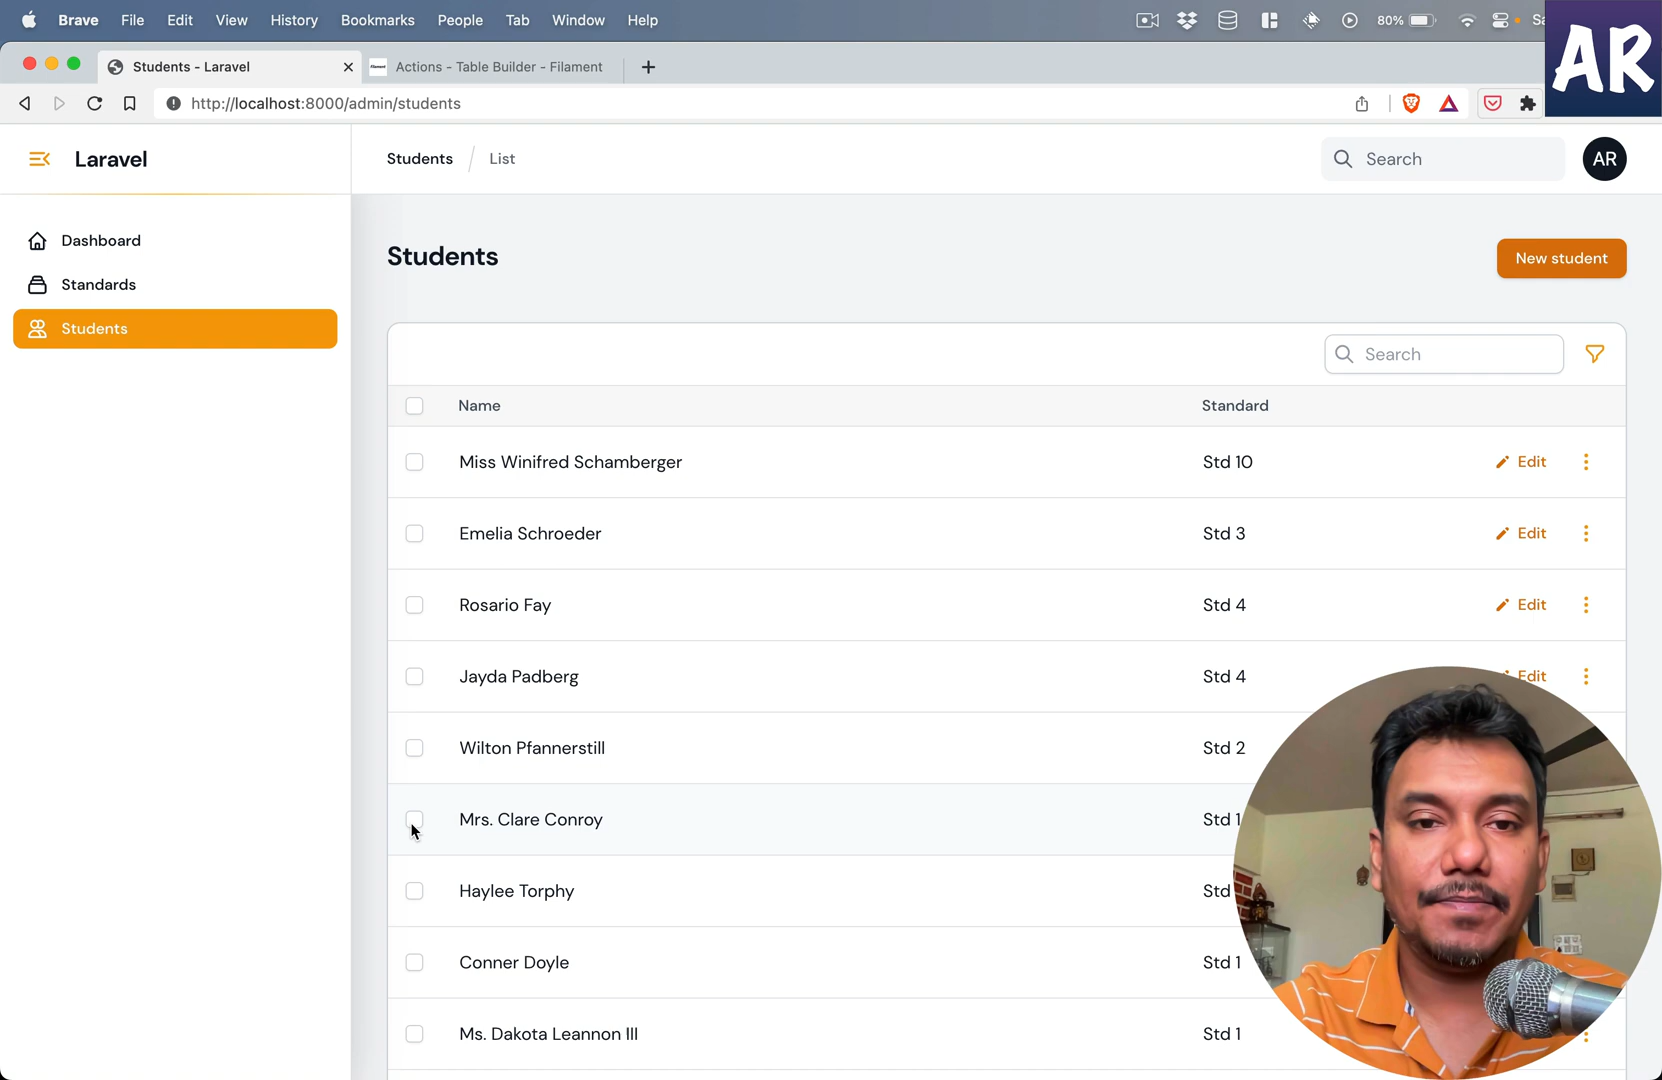 Brave File Edit View History Bookmarks People Tab Window Help 80%
AR
Students - Laravel Actions - Table Builder - Filament
http://localhost:8000/admin/students
Laravel Students / List Search AR
Dashboard
Standards
Students
Students New student
Search
Name Standard
Miss Winifred Schamberger Std 10 Edit
Emelia Schroeder Std 3 Edit
Rosario Fay Std 4 Edit
Jayda Padberg Std 4 Edit
Wilton Pfannerstill Std 2
Mrs. Clare Conroy Std 1
Haylee Torphy Std
Conner Doyle Std 1
Ms. Dakota Leannon III Std 1